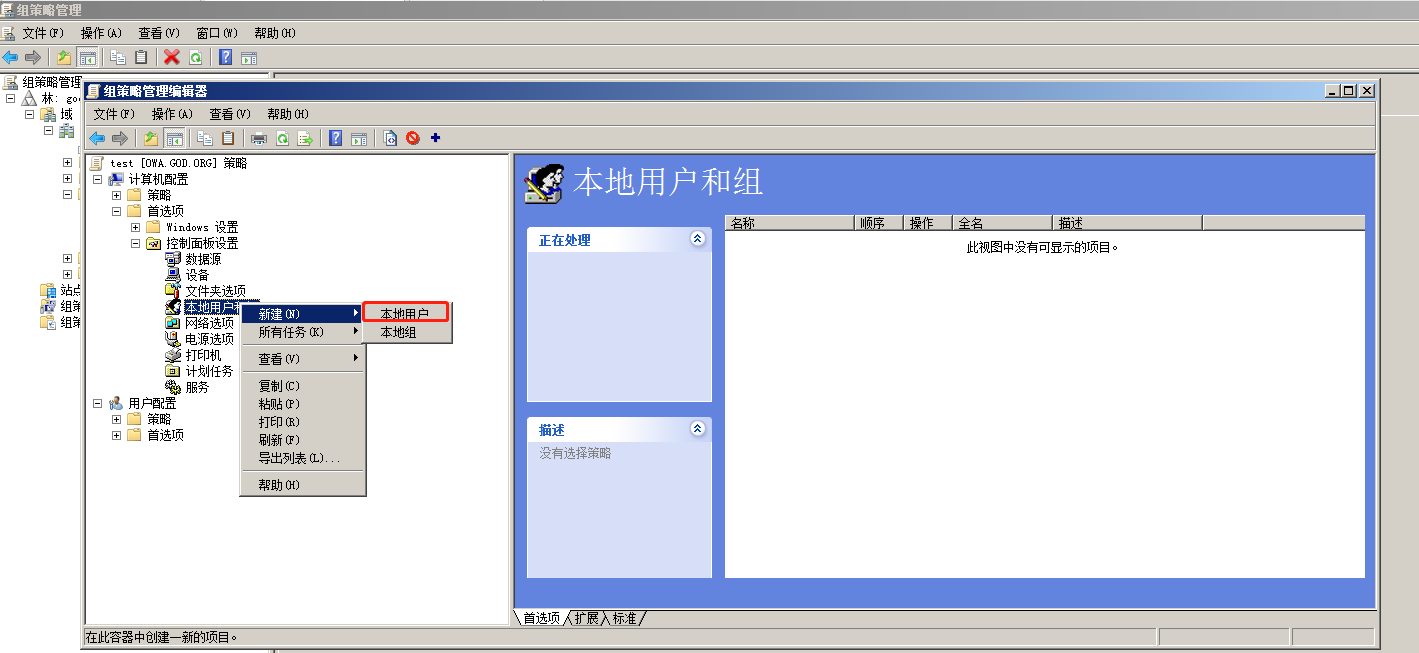 组策略管理
文件(F) 操作(A) 查看(V) 窗口(W) 帮助(H)
组策略管理
林: go
域
站点
组策
组策
组策略管理编辑器
文件(F) 操作(A) 查看(V) 帮助(H)
test [OWA.GOD.ORG] 策略
计算机配置
策略
首选项
Windows 设置
控制面板设置
数据源
设备
文件夹选项
本地用户和
网络选项
电源选项
打印机
计划任务
服务
用户配置
策略
首选项
新建(N)
所有任务(K)
查看(V)
复制(C)
粘贴(P)
打印(R)
刷新(F)
导出列表(L)...
帮助(H)
本地用户
本地组
本地用户和组
正在处理
描述
没有选择策略
名称 顺序 操作 全名 描述
此视图中没有可显示的项目。
首选项 扩展 标准
在此容器中创建一新的项目。